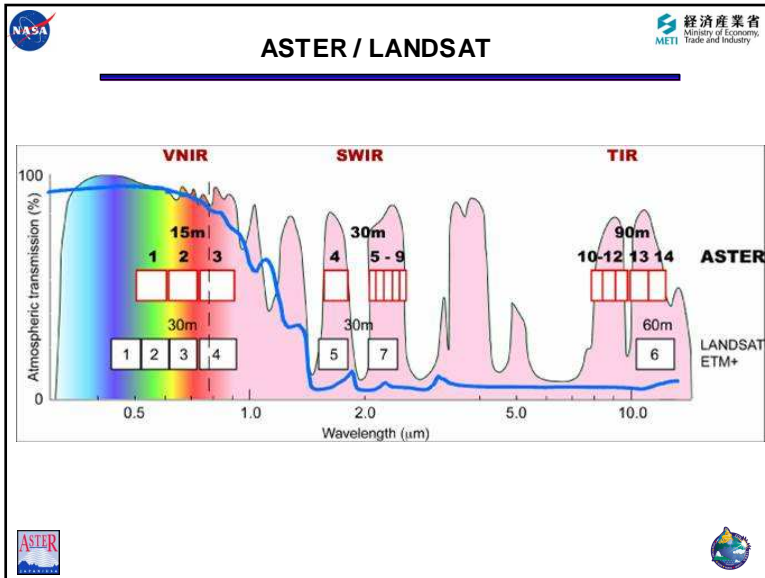 NASA
ASTER / LANDSAT
経済産業省
METI Ministry of Economy, Trade and Industry
VNIR SWIR TIR
100
Atmospheric transmission (%)
15m 30m 90m
1 2 3 4 5 - 9 10-12 13 14 ASTER
30m 30m 60m
1 2 3 4 5 7 6 LANDSAT ETM+
0
0.5 1.0 2.0 5.0 10.0
Wavelength (μm)
ASTER